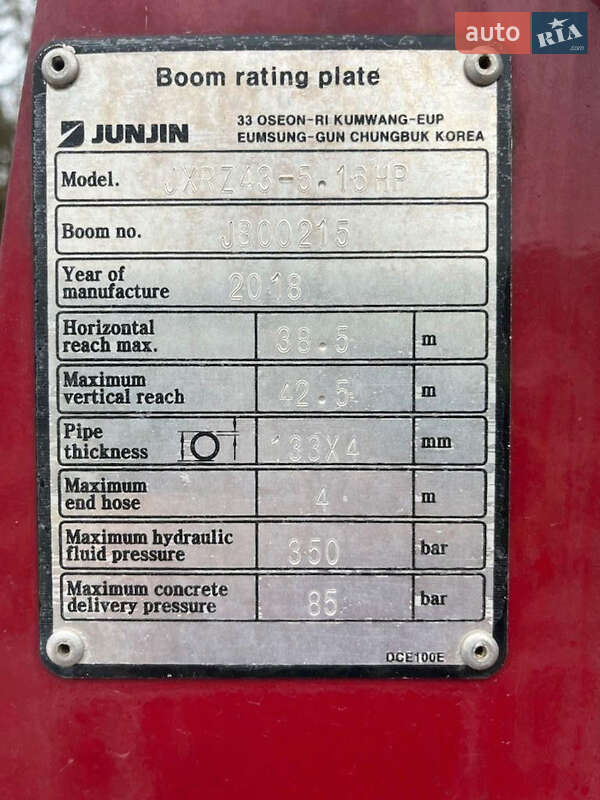 auto RIA .com
Boom rating plate
JUNJIN
33 OSEON-RI KUMWANG-EUP
EUMSUNG-GUN CHUNGBUK KOREA
Model. JXRZ43-5.16HP
Boom no. JB00215
Year of manufacture 2018
Horizontal reach max. 38.5 m
Maximum vertical reach 42.5 m
Pipe thickness 133X4 mm
Maximum end hose 4 m
Maximum hydraulic fluid pressure 350 bar
Maximum concrete delivery pressure 85 bar
DCE100E